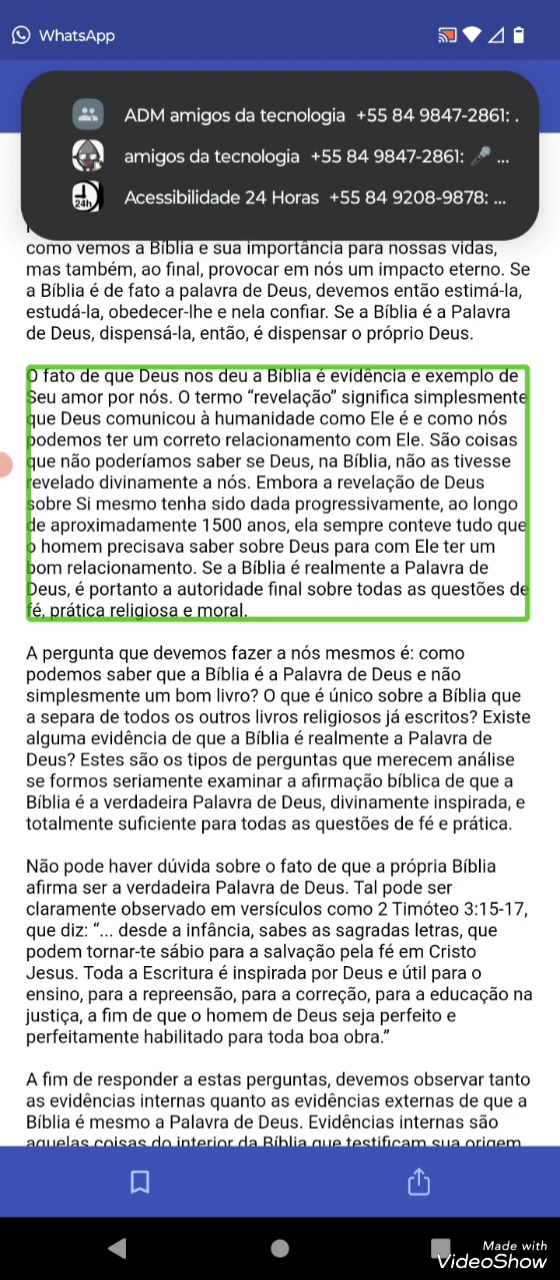 WhatsApp
ADM amigos da tecnologia +55 84 9847-2861: .
amigos da tecnologia +55 84 9847-2861: 🎤 ...
24h
Acessibilidade 24 Horas +55 84 9208-9878: ...
como vemos a Bíblia e sua importância para nossas vidas,
mas também, ao final, provocar em nós um impacto eterno. Se
a Bíblia é de fato a palavra de Deus, devemos então estimá-la,
estudá-la, obedecer-lhe e nela confiar. Se a Bíblia é a Palavra
de Deus, dispensá-la, então, é dispensar o próprio Deus.
O fato de que Deus nos deu a Bíblia é evidência e exemplo de
Seu amor por nós. O termo “revelação” significa simplesmente
que Deus comunicou à humanidade como Ele é e como nós
podemos ter um correto relacionamento com Ele. São coisas
que não poderíamos saber se Deus, na Bíblia, não as tivesse
revelado divinamente a nós. Embora a revelação de Deus
sobre Si mesmo tenha sido dada progressivamente, ao longo
de aproximadamente 1500 anos, ela sempre conteve tudo que
o homem precisava saber sobre Deus para com Ele ter um
bom relacionamento. Se a Bíblia é realmente a Palavra de
Deus, é portanto a autoridade final sobre todas as questões de
fé, prática religiosa e moral.
A pergunta que devemos fazer a nós mesmos é: como
podemos saber que a Bíblia é a Palavra de Deus e não
simplesmente um bom livro? O que é único sobre a Bíblia que
a separa de todos os outros livros religiosos já escritos? Existe
alguma evidência de que a Bíblia é realmente a Palavra de
Deus? Estes são os tipos de perguntas que merecem análise
se formos seriamente examinar a afirmação bíblica de que a
Bíblia é a verdadeira Palavra de Deus, divinamente inspirada, e
totalmente suficiente para todas as questões de fé e prática.
Não pode haver dúvida sobre o fato de que a própria Bíblia
afirma ser a verdadeira Palavra de Deus. Tal pode ser
claramente observado em versículos como 2 Timóteo 3:15-17,
que diz: “... desde a infância, sabes as sagradas letras, que
podem tornar-te sábio para a salvação pela fé em Cristo
Jesus. Toda a Escritura é inspirada por Deus e útil para o
ensino, para a repreensão, para a correção, para a educação na
justiça, a fim de que o homem de Deus seja perfeito e
perfeitamente habilitado para toda boa obra.”
A fim de responder a estas perguntas, devemos observar tanto
as evidências internas quanto as evidências externas de que a
Bíblia é mesmo a Palavra de Deus. Evidências internas são
aquelas coisas do interior da Bíblia que testificam sua origem
Made with
VideoShow